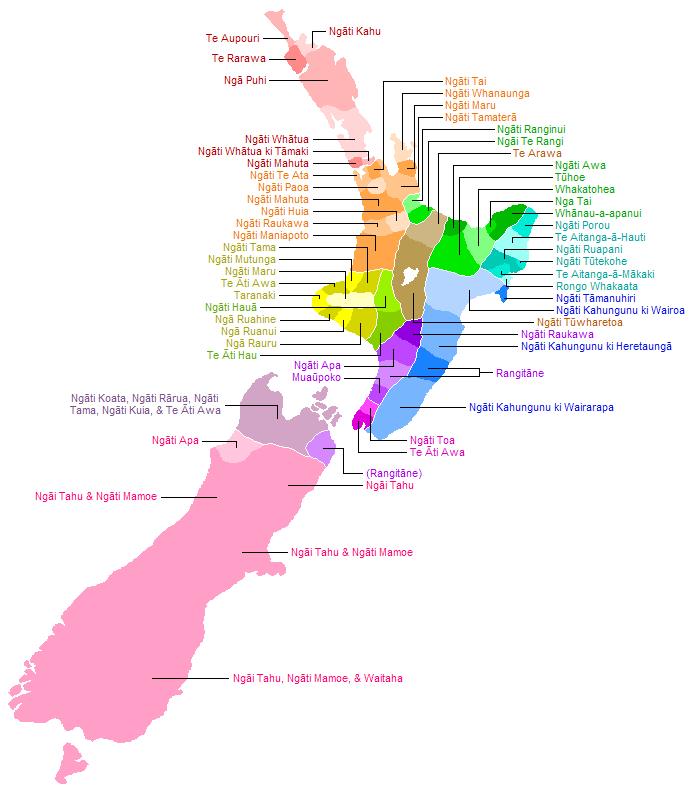 Ngāti Kahu
Te Aupouri
Te Rarawa
Ngā Puhi
Ngāti Tai
Ngāti Whanaunga
Ngāti Maru
Ngāti Tamaterā
Ngāti Ranginui
Ngāi Te Rangi
Te Arawa
Ngāti Awa
Tūhoe
Whakatohea
Nga Tai
Whānau-a-apanui
Ngāti Porou
Te Aitanga-ā-Hauti
Ngāti Ruapani
Ngāti Tūtekohe
Te Aitanga-ā-Mākaki
Rongo Whakaata
Ngāti Tāmanuhiri
Ngāti Kahungunu ki Wairoa
Ngāti Tūwharetoa
Ngāti Raukawa
Ngāti Kahungunu ki Heretaungā
Rangitāne
Ngāti Kahungunu ki Wairarapa
Ngāti Whātua
Ngāti Whātua ki Tāmaki
Ngāti Mahuta
Ngāti Te Ata
Ngāti Paoa
Ngāti Mahuta
Ngāti Huia
Ngāti Raukawa
Ngāti Maniapoto
Ngāti Tama
Ngāti Mutunga
Ngāti Maru
Te Āti Awa
Taranaki
Ngāti Hauā
Ngā Ruahine
Ngā Ruanui
Ngā Rauru
Te Āti Hau
Ngāti Apa
Muaūpoko
Ngāti Koata, Ngāti Rārua, Ngāti
Tama, Ngāti Kuia, & Te Āti Awa
Ngāti Apa
Ngāti Toa
Te Āti Awa
(Rangitāne)
Ngāi Tahu
Ngāi Tahu & Ngāti Mamoe
Ngāi Tahu & Ngāti Mamoe
Ngāi Tahu, Ngāti Mamoe, & Waitaha